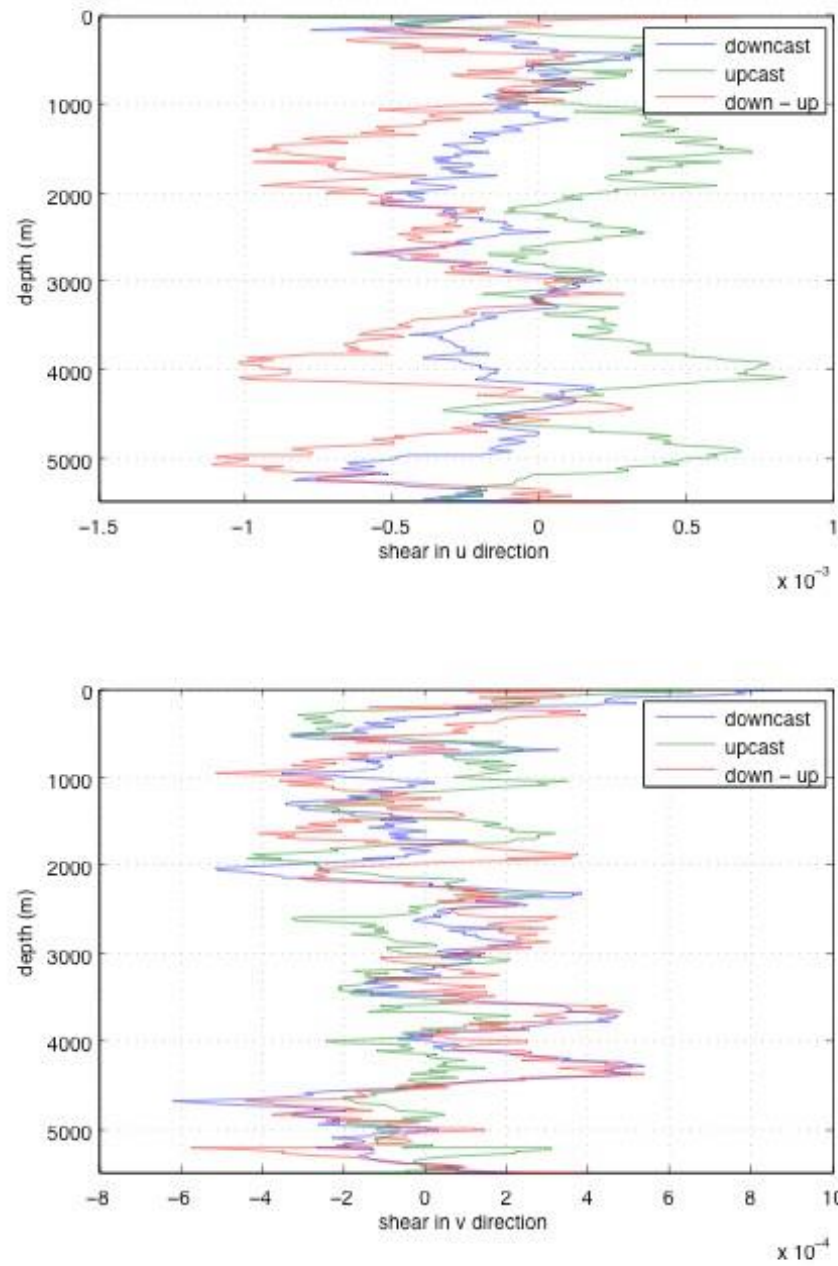 0
1000
2000
3000
4000
5000
depth (m)
downcast
upcast
down − up
−1.5 −1 −0.5 0 0.5 1
shear in u direction
x 10⁻³
0
1000
2000
3000
4000
5000
depth (m)
downcast
upcast
down − up
−8 −6 −4 −2 0 2 4 6 8 10
shear in v direction
x 10⁻⁴